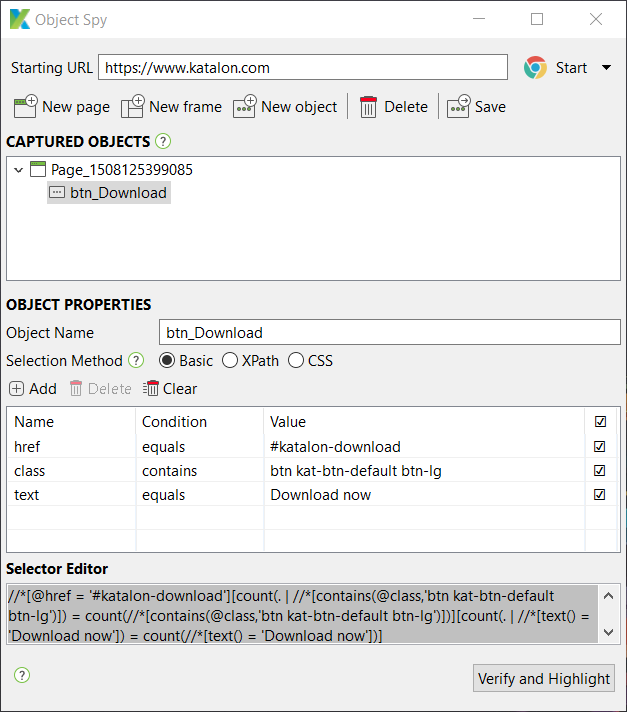 Object Spy
Starting URL https://www.katalon.com Start
New page New frame New object Delete Save
CAPTURED OBJECTS ?
Page_1508125399085
btn_Download
OBJECT PROPERTIES
Object Name btn_Download
Selection Method ? Basic XPath CSS
Add Delete Clear
Name Condition Value
href equals #katalon-download
class contains btn kat-btn-default btn-lg
text equals Download now
Selector Editor
//*[@href = '#katalon-download'][count(. | //*[contains(@class,'btn kat-btn-default
btn-lg')]) = count(//*[contains(@class,'btn kat-btn-default btn-lg')])][count(. | //*[text() =
'Download now']) = count(//*[text() = 'Download now'])]
? Verify and Highlight